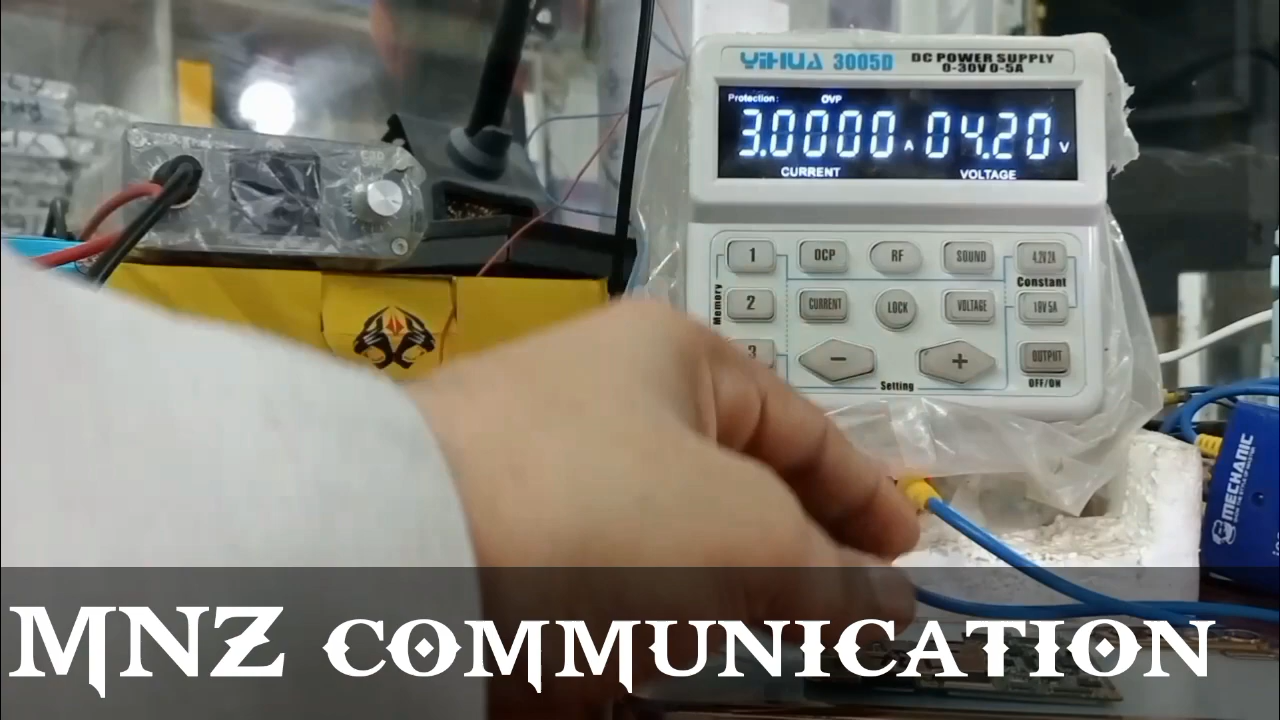 YIHUA 3005D DC POWER SUPPLY
0-30V 0-5A
Protection: OVP
3.0000 A 04.20 V
CURRENT VOLTAGE
1 OCP RF SOUND 4.2V 2A
Constant
Memory
2 CURRENT LOCK VOLTAGE 10V 5A
3 - + OUTPUT
Setting OFF/ON
MECHANIC
MNZ COMMUNICATION